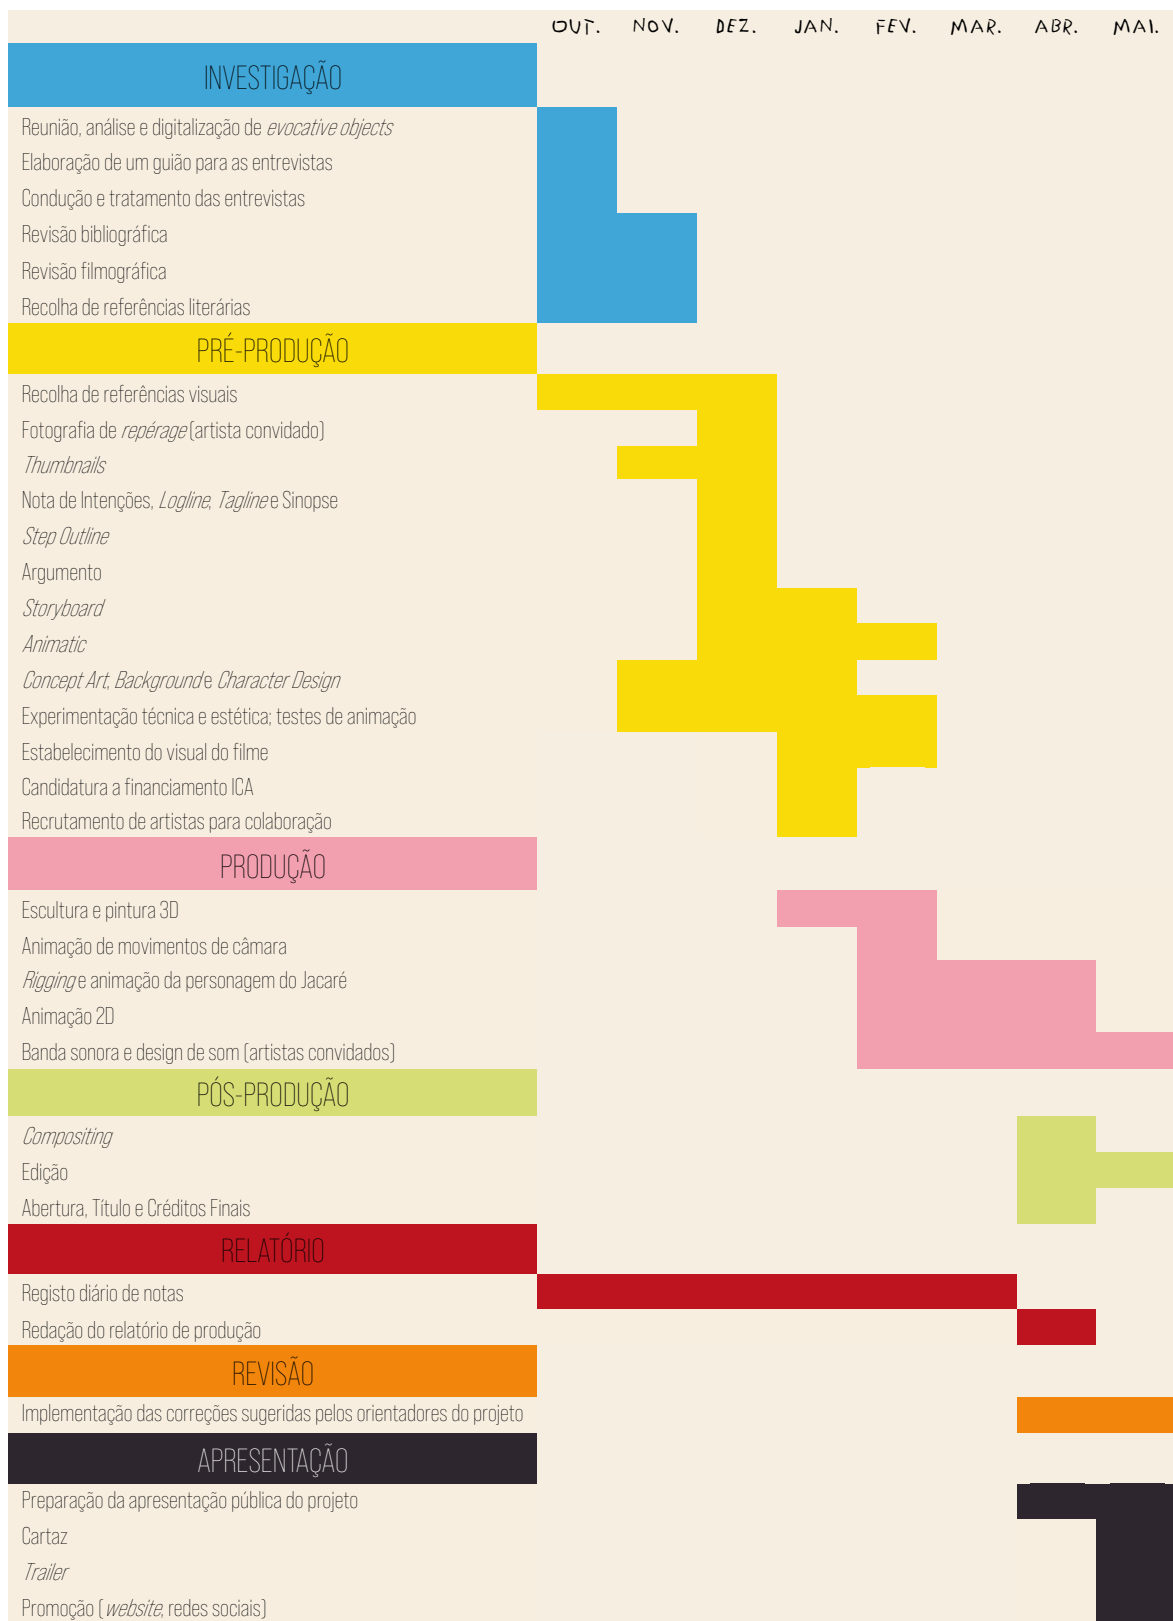 OUT. NOV. DEZ. JAN. FEV. MAR. ABR. MAI.
INVESTIGAÇÃO
Reunião, análise e digitalização de evocative objects
Elaboração de um guião para as entrevistas
Condução e tratamento das entrevistas
Revisão bibliográfica
Revisão filmográfica
Recolha de referências literárias
PRÉ-PRODUÇÃO
Recolha de referências visuais
Fotografia de repérage (artista convidado)
Thumbnails
Nota de Intenções, Logline, Tagline e Sinopse
Step Outline
Argumento
Storyboard
Animatic
Concept Art, Background e Character Design
Experimentação técnica e estética; testes de animação
Estabelecimento do visual do filme
Candidatura a financiamento ICA
Recrutamento de artistas para colaboração
PRODUÇÃO
Escultura e pintura 3D
Animação de movimentos de câmara
Rigging e animação da personagem do Jacaré
Animação 2D
Banda sonora e design de som (artistas convidados)
PÓS-PRODUÇÃO
Compositing
Edição
Abertura, Título e Créditos Finais
RELATÓRIO
Registo diário de notas
Redação do relatório de produção
REVISÃO
Implementação das correções sugeridas pelos orientadores do projeto
APRESENTAÇÃO
Preparação da apresentação pública do projeto
Cartaz
Trailer
Promoção (website, redes sociais)